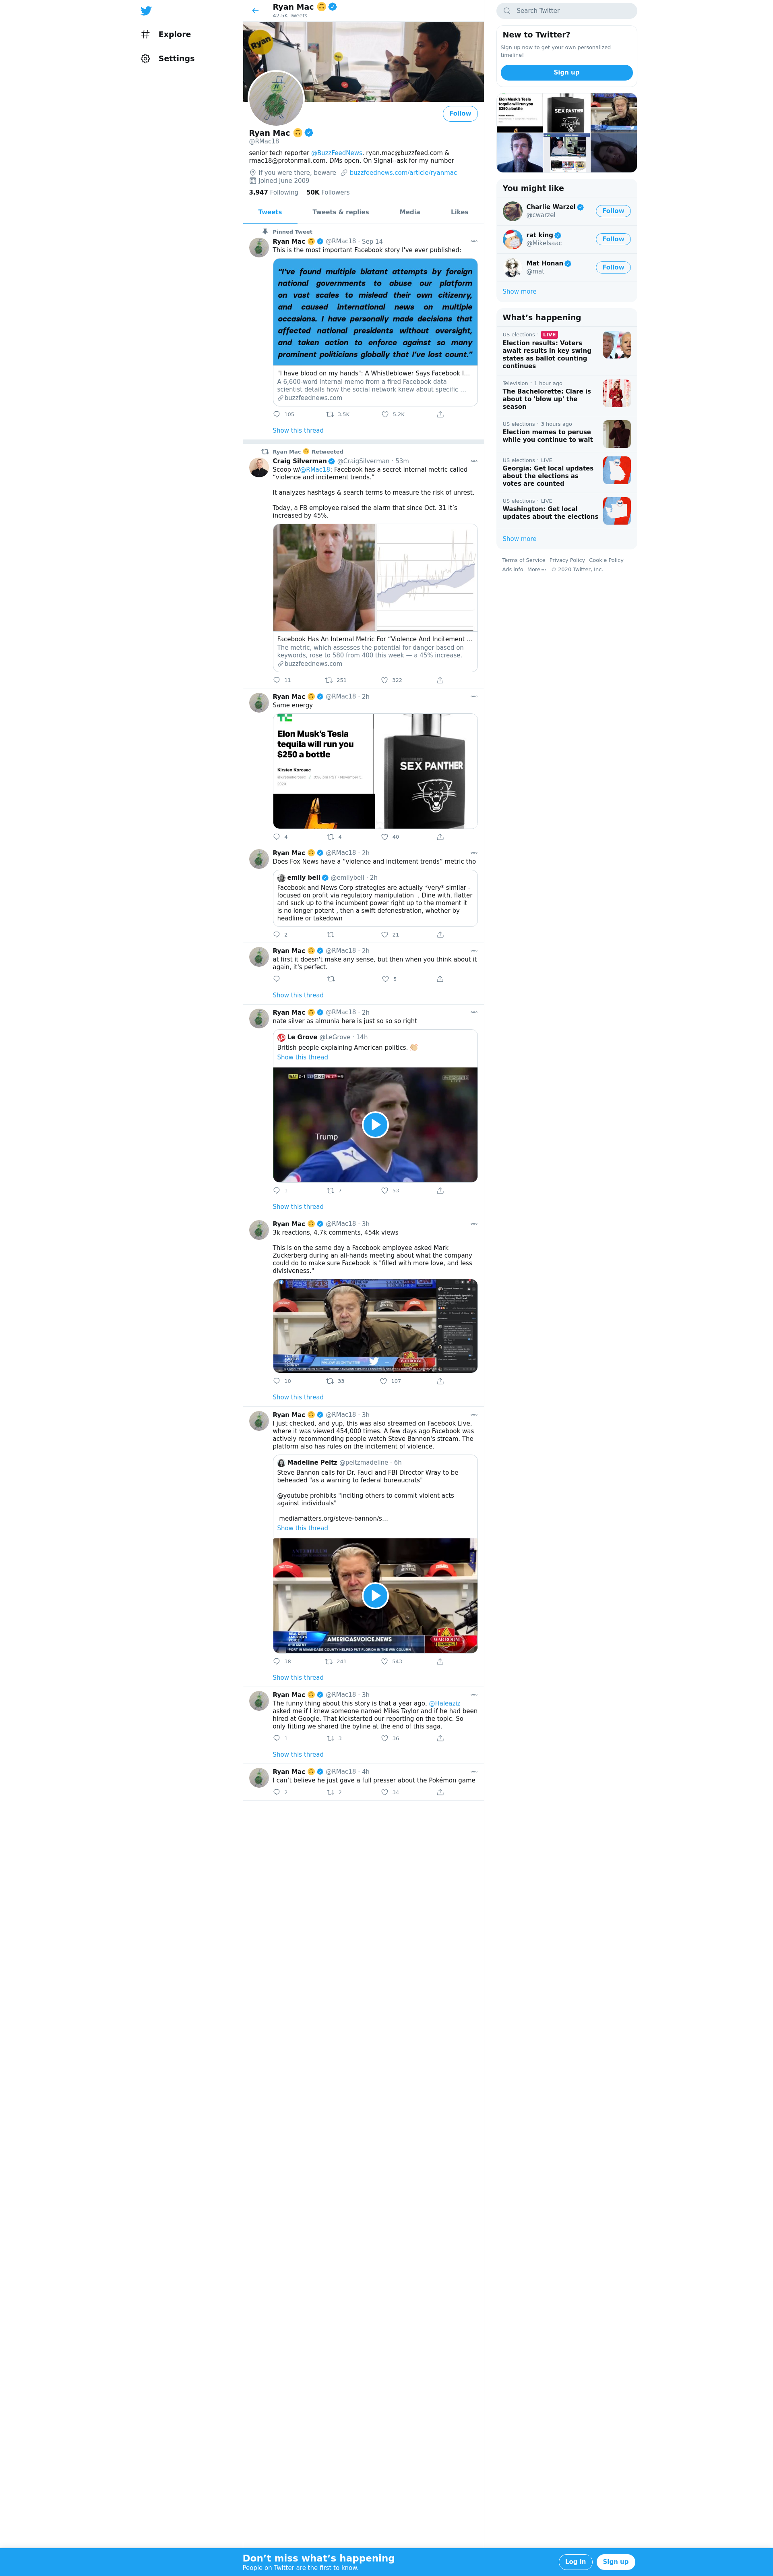 Explore
Settings
Ryan Mac 🙃
42.5K Tweets
Ryan
Follow
Ryan Mac 🙃
@RMac18
senior tech reporter @BuzzFeedNews. ryan.mac@buzzfeed.com &
rmac18@protonmail.com. DMs open. On Signal--ask for my number
If you were there, beware buzzfeednews.com/article/ryanmac
Joined June 2009
3,947 Following 50K Followers
Tweets Tweets & replies Media Likes
Pinned Tweet
Ryan Mac 🙃 @RMac18 · Sep 14
This is the most important Facebook story I've ever published:
"I've found multiple blatant attempts by foreign
national governments to abuse our platform
on vast scales to mislead their own citizenry,
and caused international news on multiple
occasions. I have personally made decisions that
affected national presidents without oversight,
and taken action to enforce against so many
prominent politicians globally that I've lost count."
"I have blood on my hands": A Whistleblower Says Facebook I...
A 6,600-word internal memo from a fired Facebook data
scientist details how the social network knew about specific ...
buzzfeednews.com
105 3.5K 5.2K
Show this thread
Ryan Mac 🙃 Retweeted
Craig Silverman @CraigSilverman · 53m
Scoop w/@RMac18: Facebook has a secret internal metric called
"violence and incitement trends."
It analyzes hashtags & search terms to measure the risk of unrest.
Today, a FB employee raised the alarm that since Oct. 31 it's
increased by 45%.
Facebook Has An Internal Metric For "Violence And Incitement ...
The metric, which assesses the potential for danger based on
keywords, rose to 580 from 400 this week — a 45% increase.
buzzfeednews.com
11 251 322
Ryan Mac 🙃 @RMac18 · 2h
Same energy
Elon Musk's Tesla
tequila will run you
$250 a bottle
Kirsten Korosec
SEX PANTHER
4 4 40
Ryan Mac 🙃 @RMac18 · 2h
Does Fox News have a "violence and incitement trends" metric tho
emily bell @emilybell · 2h
Facebook and News Corp strategies are actually *very* similar -
focused on profit via regulatory manipulation . Dine with, flatter
and suck up to the incumbent power right up to the moment it
is no longer potent , then a swift defenestration, whether by
headline or takedown
2 21
Ryan Mac 🙃 @RMac18 · 2h
at first it doesn't make any sense, but then when you think about it
again, it's perfect.
5
Show this thread
Ryan Mac 🙃 @RMac18 · 2h
nate silver as almunia here is just so so so right
Le Grove @LeGrove · 14h
British people explaining American politics. 👏🏻
Show this thread
Trump
1 7 53
Show this thread
Ryan Mac 🙃 @RMac18 · 3h
3k reactions, 4.7k comments, 454k views
This is on the same day a Facebook employee asked Mark
Zuckerberg during an all-hands meeting about what the company
could do to make sure Facebook is "filled with more love, and less
divisiveness."
10 33 107
Show this thread
Ryan Mac 🙃 @RMac18 · 3h
I just checked, and yup, this was also streamed on Facebook Live,
where it was viewed 454,000 times. A few days ago Facebook was
actively recommending people watch Steve Bannon's stream. The
platform also has rules on the incitement of violence.
Madeline Peltz @peltzmadeline · 6h
Steve Bannon calls for Dr. Fauci and FBI Director Wray to be
beheaded "as a warning to federal bureaucrats"
@youtube prohibits "inciting others to commit violent acts
against individuals"
mediamatters.org/steve-bannon/s...
Show this thread
AMERICASVOICE.NEWS
WAR ROOM
38 241 543
Show this thread
Ryan Mac 🙃 @RMac18 · 3h
The funny thing about this story is that a year ago, @Haleaziz
asked me if I knew someone named Miles Taylor and if he had been
hired at Google. That kickstarted our reporting on the topic. So
only fitting we shared the byline at the end of this saga.
1 3 36
Show this thread
Ryan Mac 🙃 @RMac18 · 4h
I can't believe he just gave a full presser about the Pokémon game
2 2 34
Search Twitter
New to Twitter?
Sign up now to get your own personalized
timeline!
Sign up
Elon Musk's Tesla
tequila will run you
$250 a bottle
SEX PANTHER
You might like
Charlie Warzel
@cwarzel
Follow
rat king
@MikeIsaac
Follow
Mat Honan
@mat
Follow
Show more
What's happening
US elections · LIVE
Election results: Voters
await results in key swing
states as ballot counting
continues
Television · 1 hour ago
The Bachelorette: Clare is
about to 'blow up' the
season
US elections · 3 hours ago
Election memes to peruse
while you continue to wait
US elections · LIVE
Georgia: Get local updates
about the elections as
votes are counted
US elections · LIVE
Washington: Get local
updates about the elections
Show more
Terms of Service Privacy Policy Cookie Policy
Ads info More © 2020 Twitter, Inc.
Don't miss what's happening
People on Twitter are the first to know.
Log in Sign up